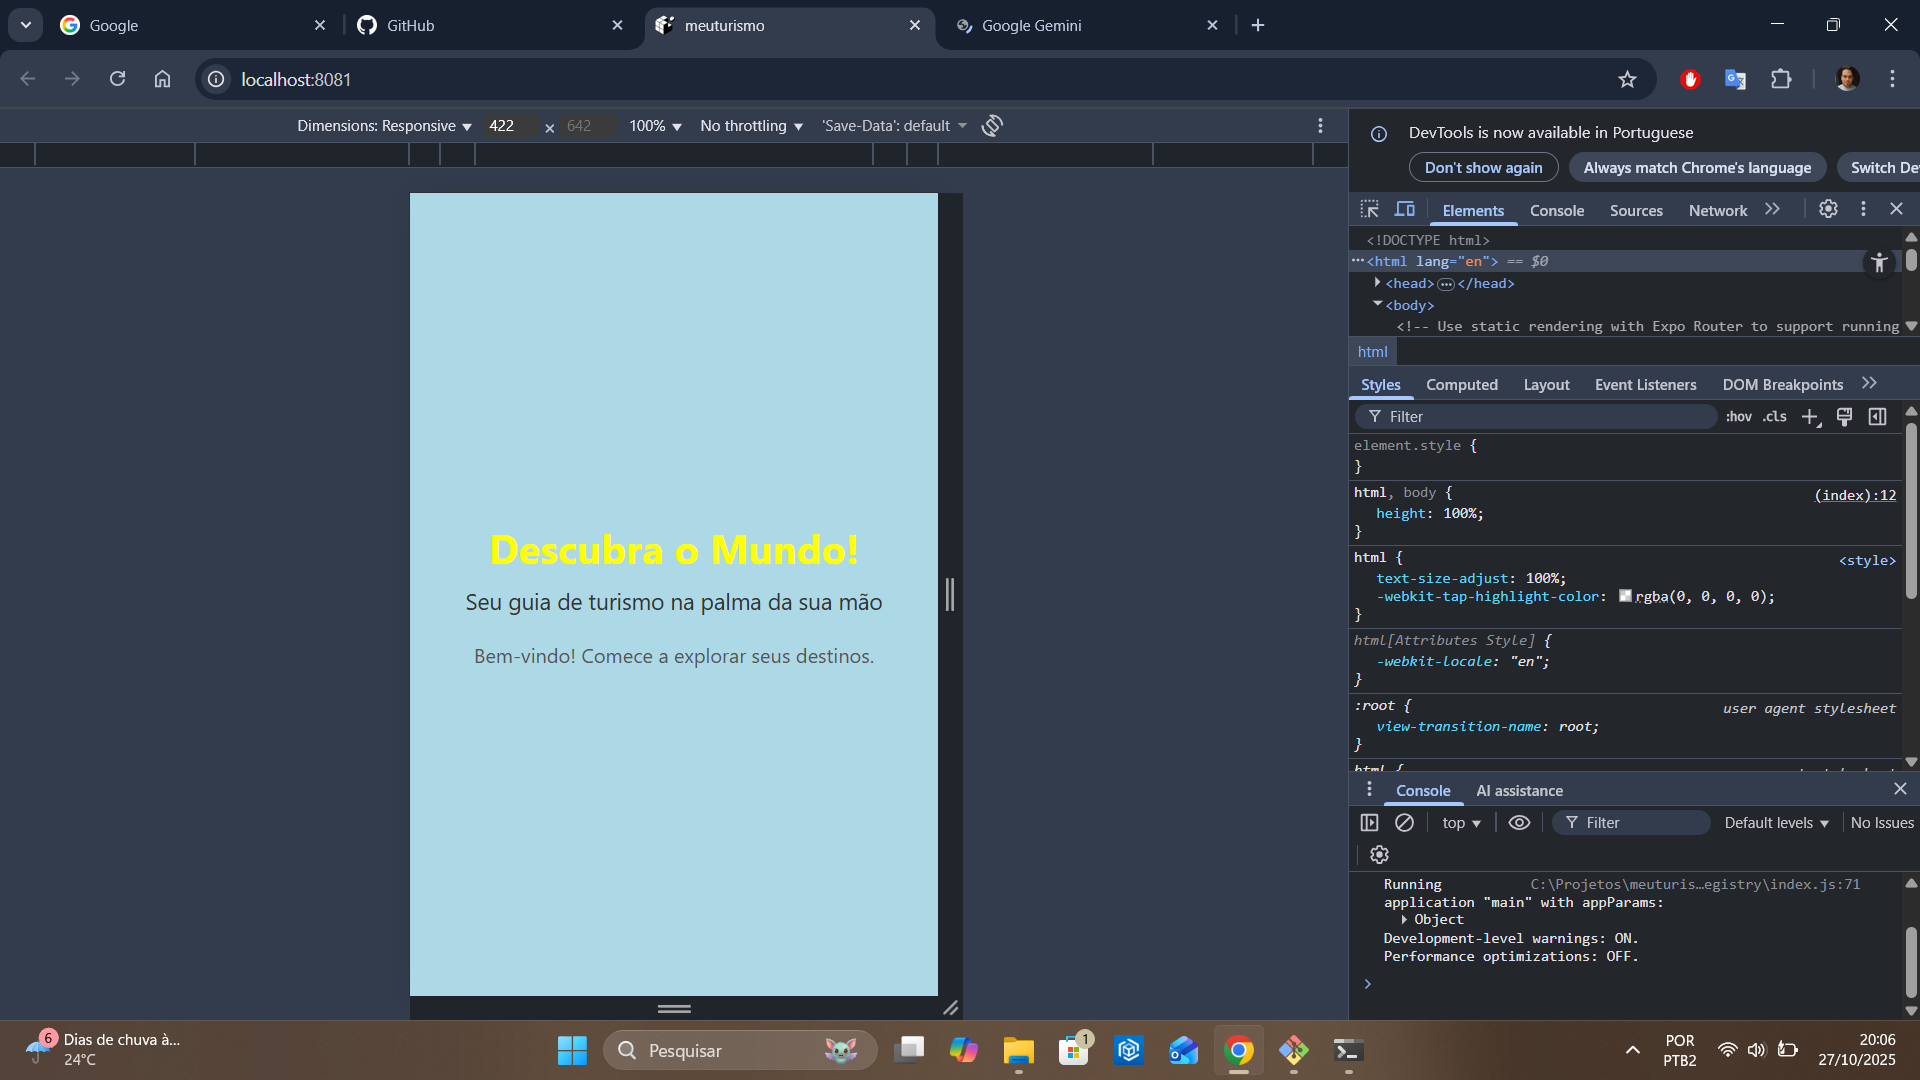 Google
GitHub
meuturismo
Google Gemini
localhost:8081
Dimensions: Responsive 422 x 642 100% No throttling 'Save-Data': default
DevTools is now available in Portuguese
Don't show again Always match Chrome's language Switch De
Elements Console Sources Network
<!DOCTYPE html>
<html lang="en"> == $0
<head> </head>
<body>
<!-- Use static rendering with Expo Router to support running
html
Styles Computed Layout Event Listeners DOM Breakpoints
Filter :hov .cls
element.style {
}
html, body { (index):12
height: 100%;
}
html { <style>
text-size-adjust: 100%;
-webkit-tap-highlight-color: rgba(0, 0, 0, 0);
}
html[Attributes Style] {
-webkit-locale: "en";
}
:root { user agent stylesheet
view-transition-name: root;
}
html {
Descubra o Mundo!
Seu guia de turismo na palma da sua mão
Bem-vindo! Comece a explorar seus destinos.
Console AI assistance
top Filter Default levels No Issues
Running C:\Projetos\meuturis…egistry\index.js:71
application "main" with appParams:
Object
Development-level warnings: ON.
Performance optimizations: OFF.
6
Dias de chuva à...
24°C
Pesquisar
1
POR
PTB2
20:06
27/10/2025